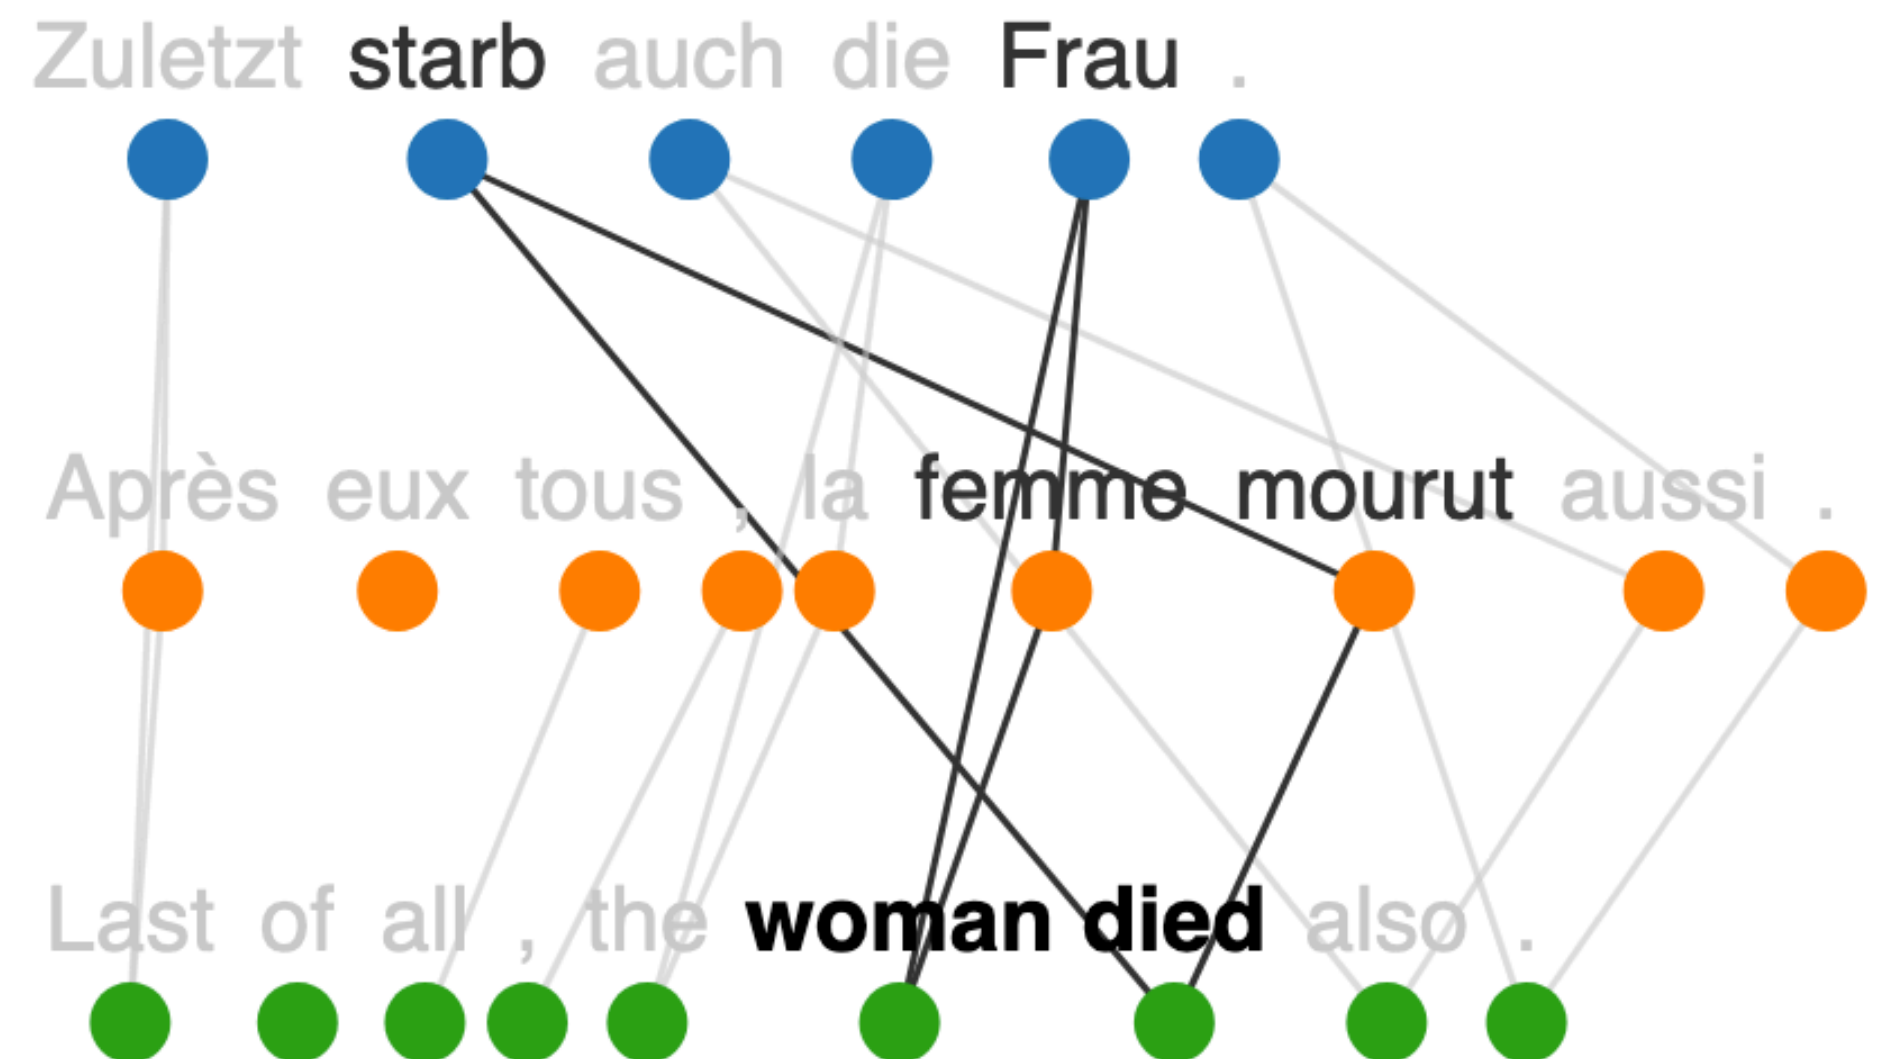 Zuletzt starb auch die Frau .
Après eux tous , la femme mourut aussi .
Last of all , the woman died also .